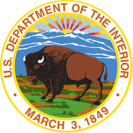 U.S. DEPARTMENT OF THE INTERIOR
MARCH 3, 1849